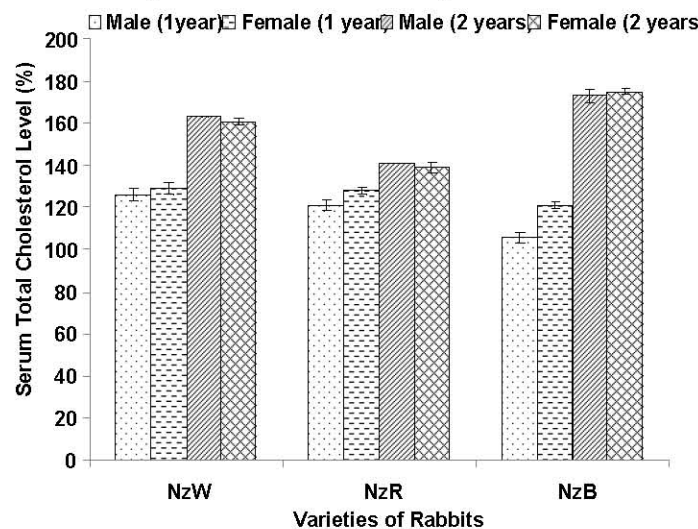 Male (1year) Female (1 year) Male (2 years) Female (2 years
200
180
160
140
120
100
80
60
40
20
0
Serum Total Cholesterol Level (%)
NzW NzR NzB
Varieties of Rabbits